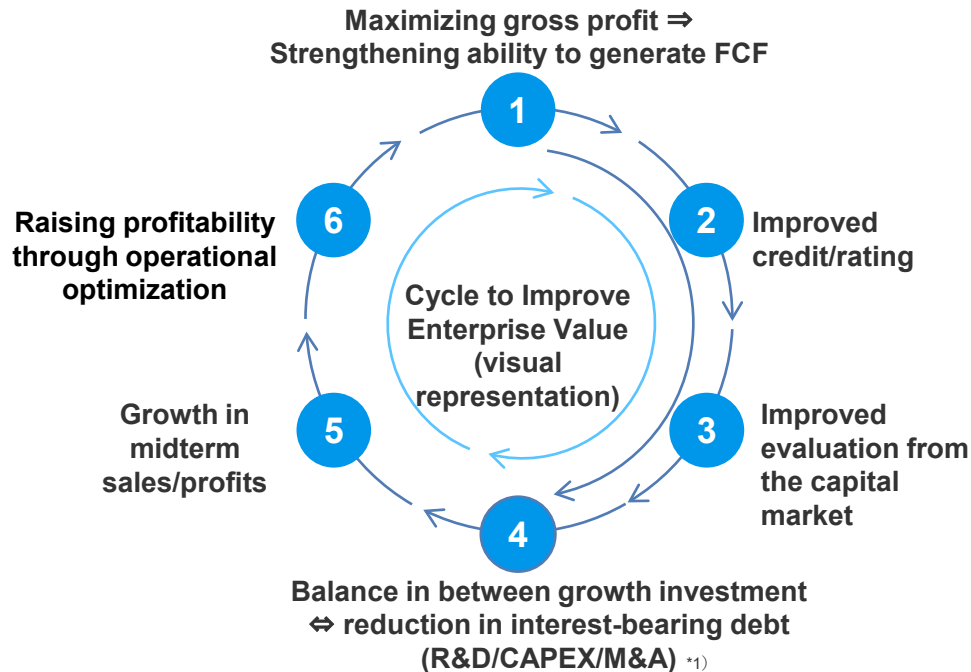 Maximizing gross profit ⇒
Strengthening ability to generate FCF
1
2
Improved
credit/rating
3
Improved
evaluation from
the capital
market
4
Balance in between growth investment
⇔ reduction in interest-bearing debt
(R&D/CAPEX/M&A) *1）
5
Growth in
midterm
sales/profits
6
Raising profitability
through operational
optimization
Cycle to Improve
Enterprise Value
(visual
representation)